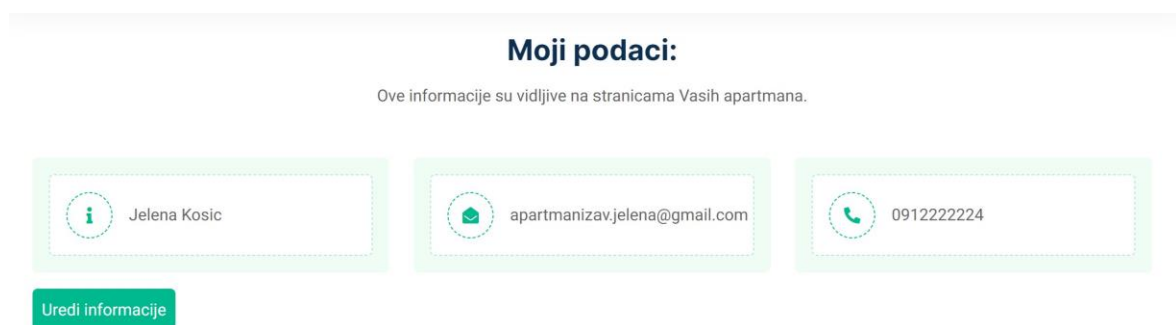 Moji podaci:
Ove informacije su vidljive na stranicama Vasih apartmana.
Jelena Kosic
apartmanizav.jelena@gmail.com
0912222224
Uredi informacije